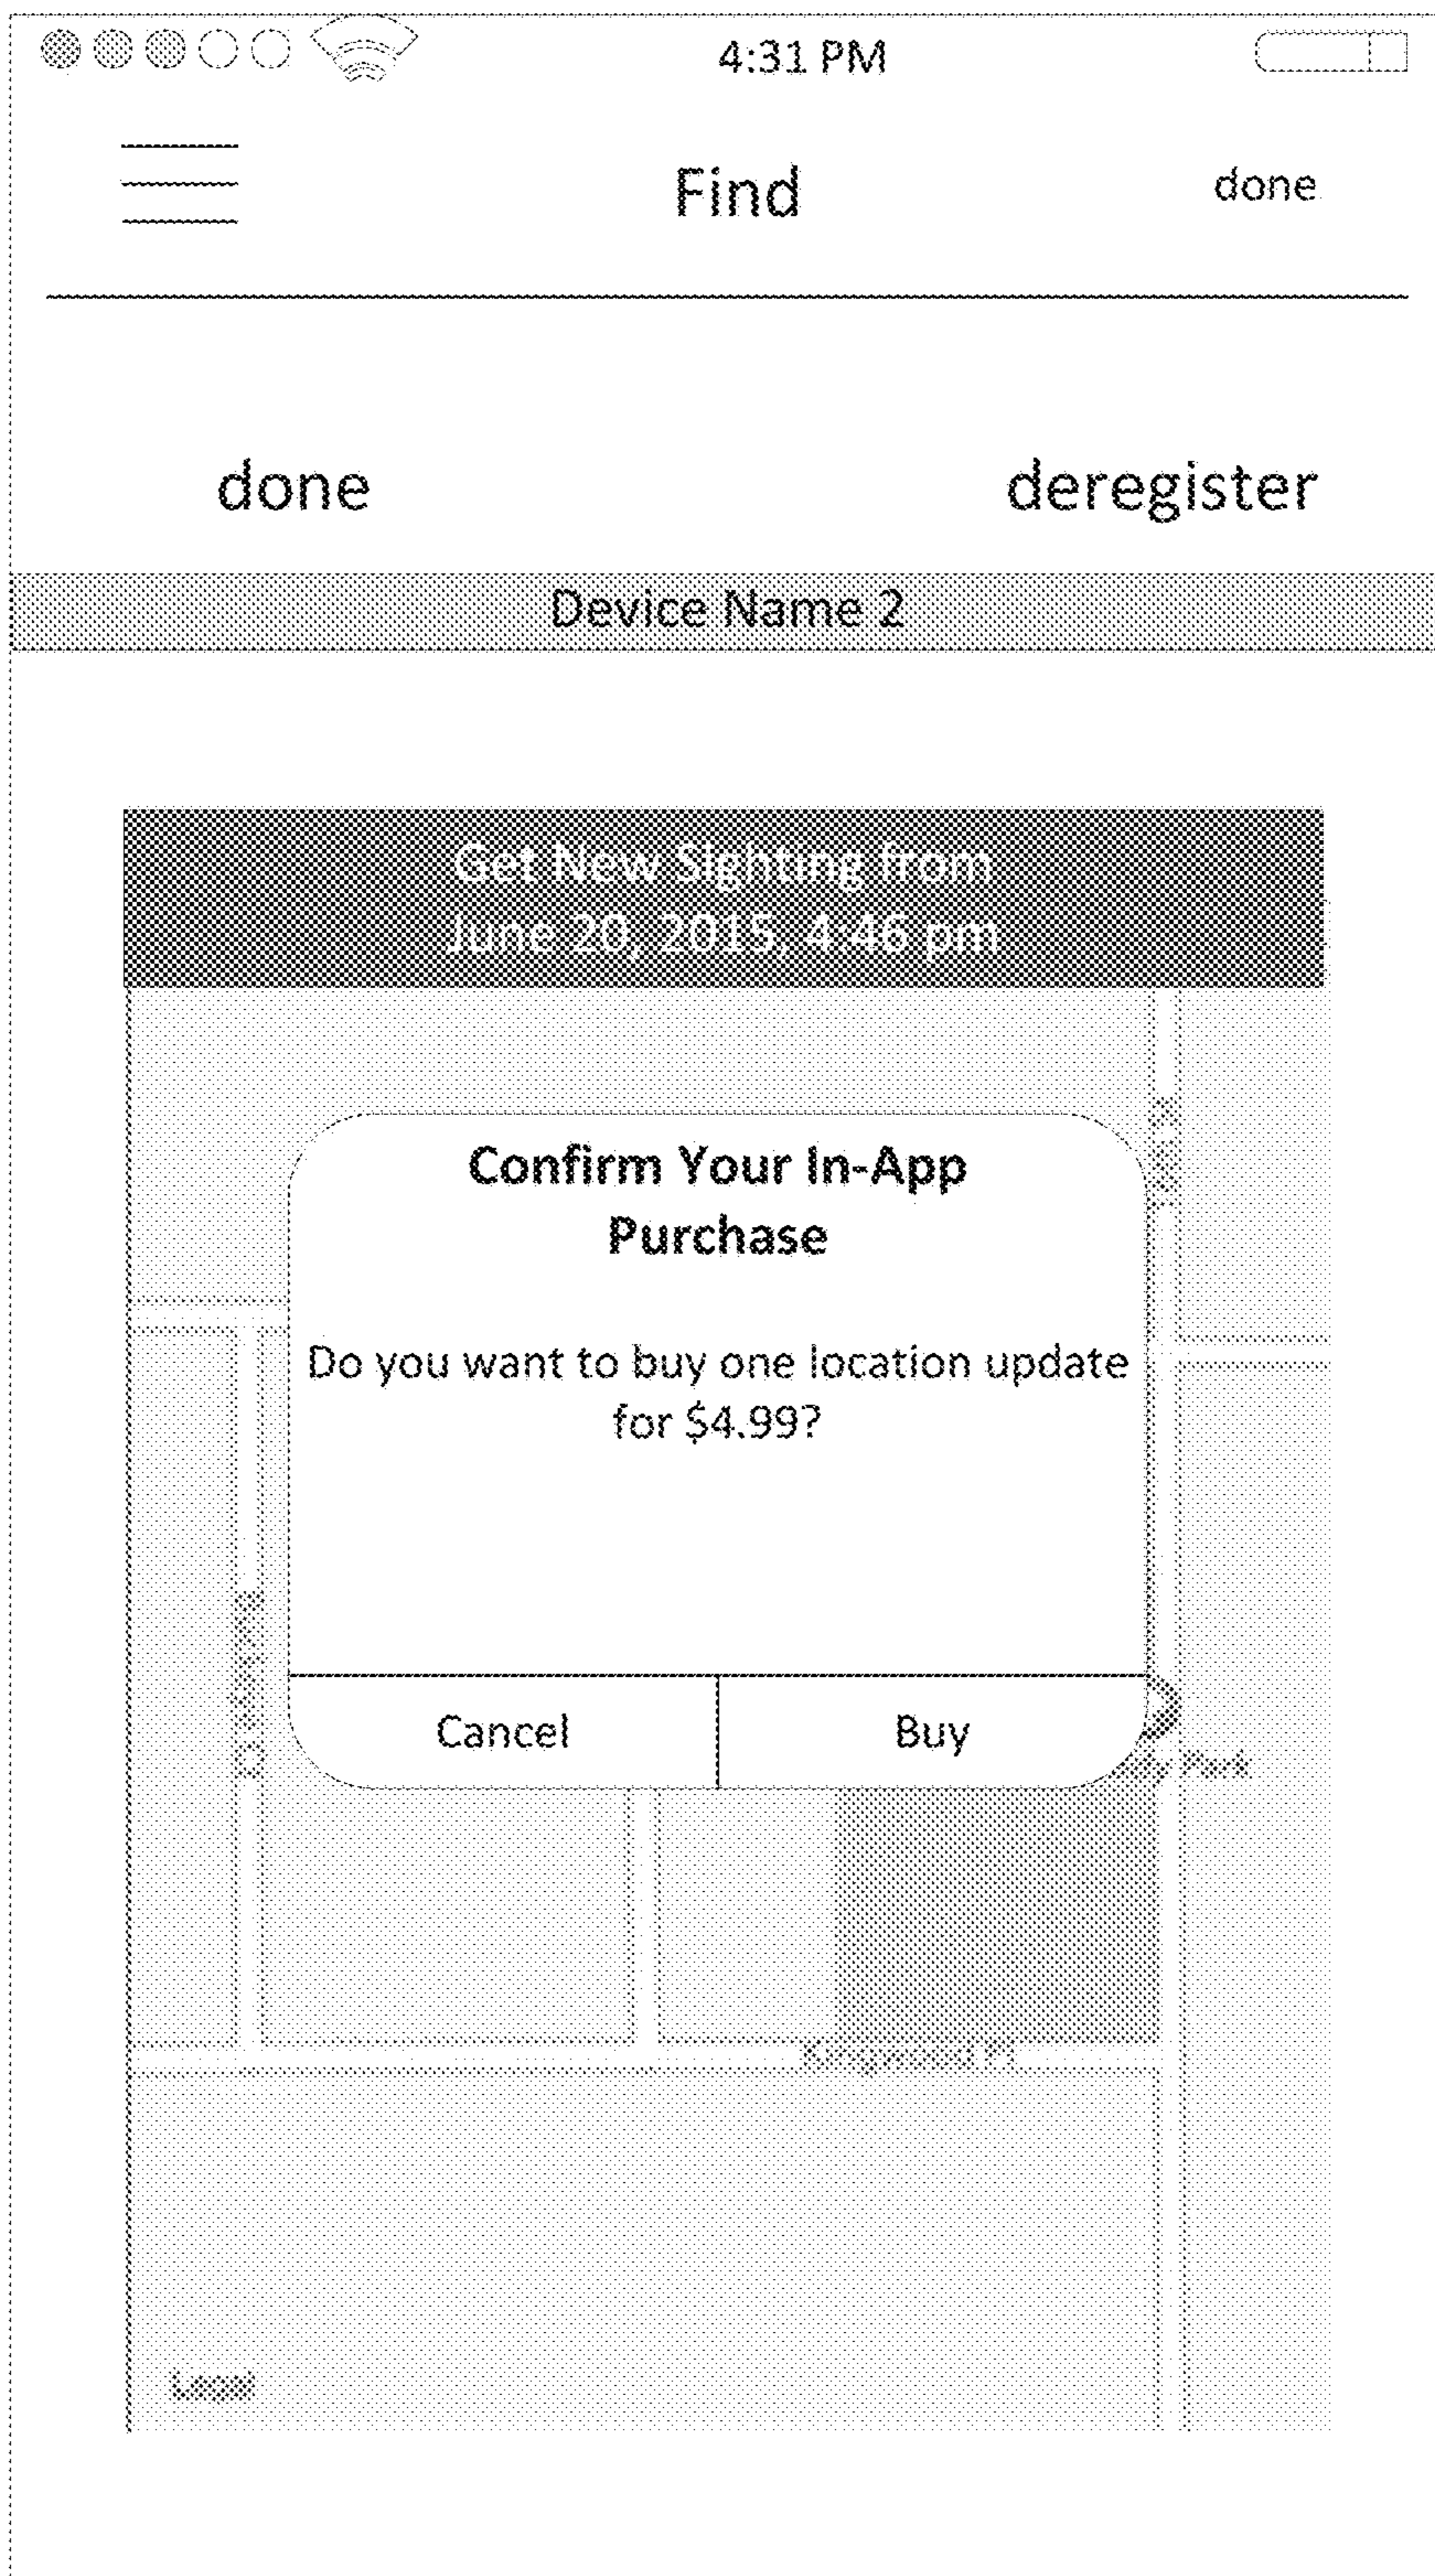 4:31 PM
Find
done
done
deregister
Device Name 2
Get New Sighting from
June 20, 2015, 4:46 pm
Confirm Your In-App
Purchase
Do you want to buy one location update
for $4.99?
Cancel
Buy
Park
Legal